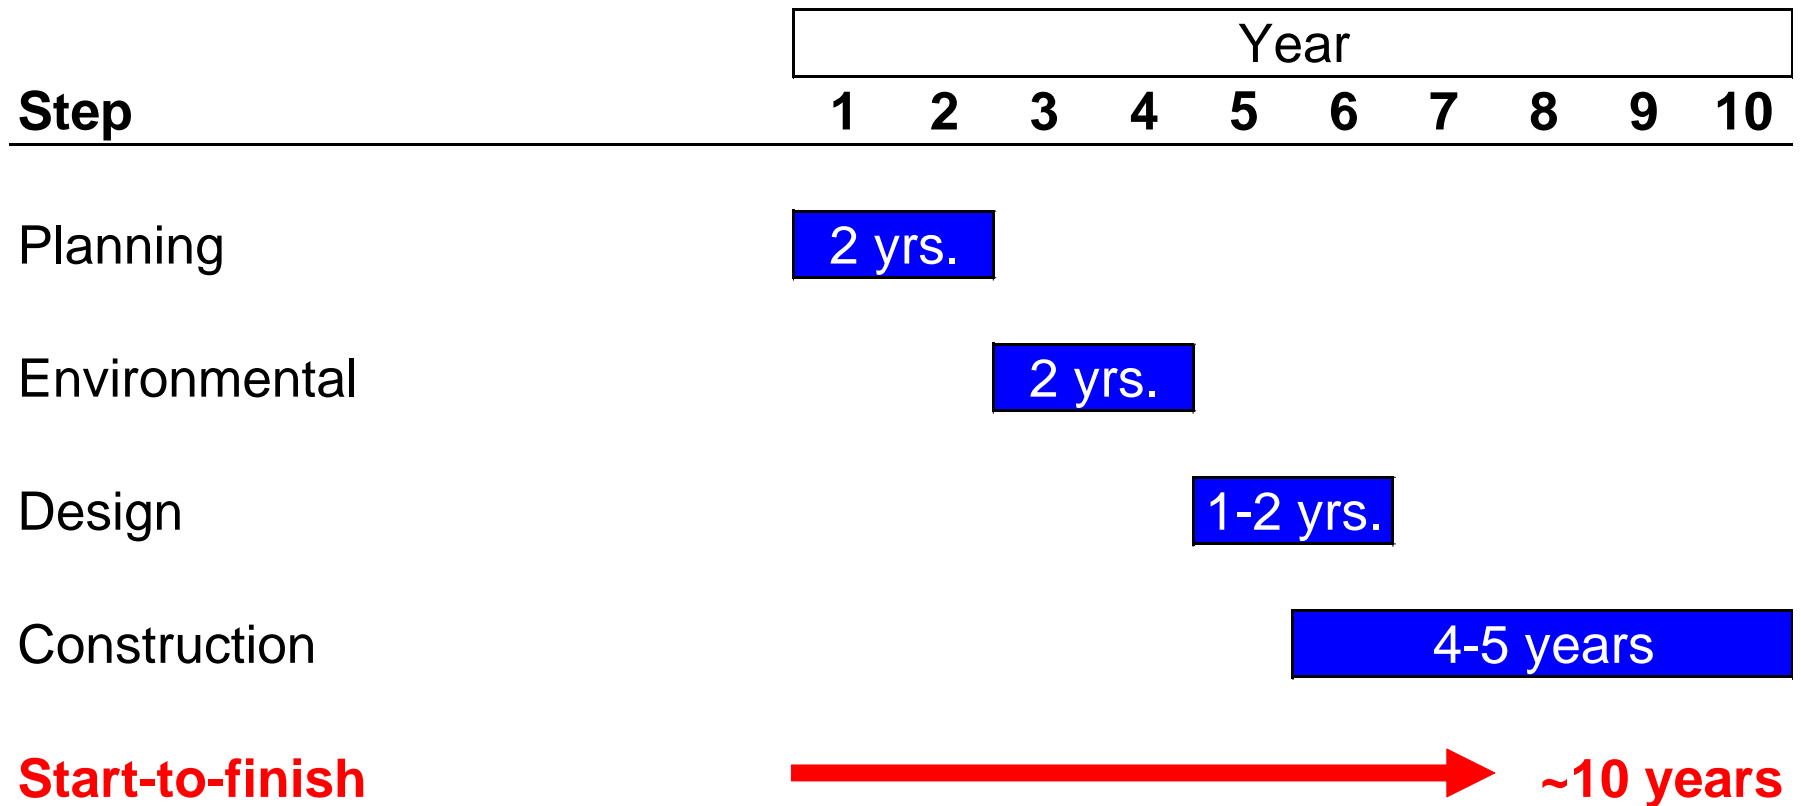 Year
Step 1 2 3 4 5 6 7 8 9 10
Planning 2 yrs.
Environmental 2 yrs.
Design 1-2 yrs.
Construction 4-5 years
Start-to-finish ~10 years